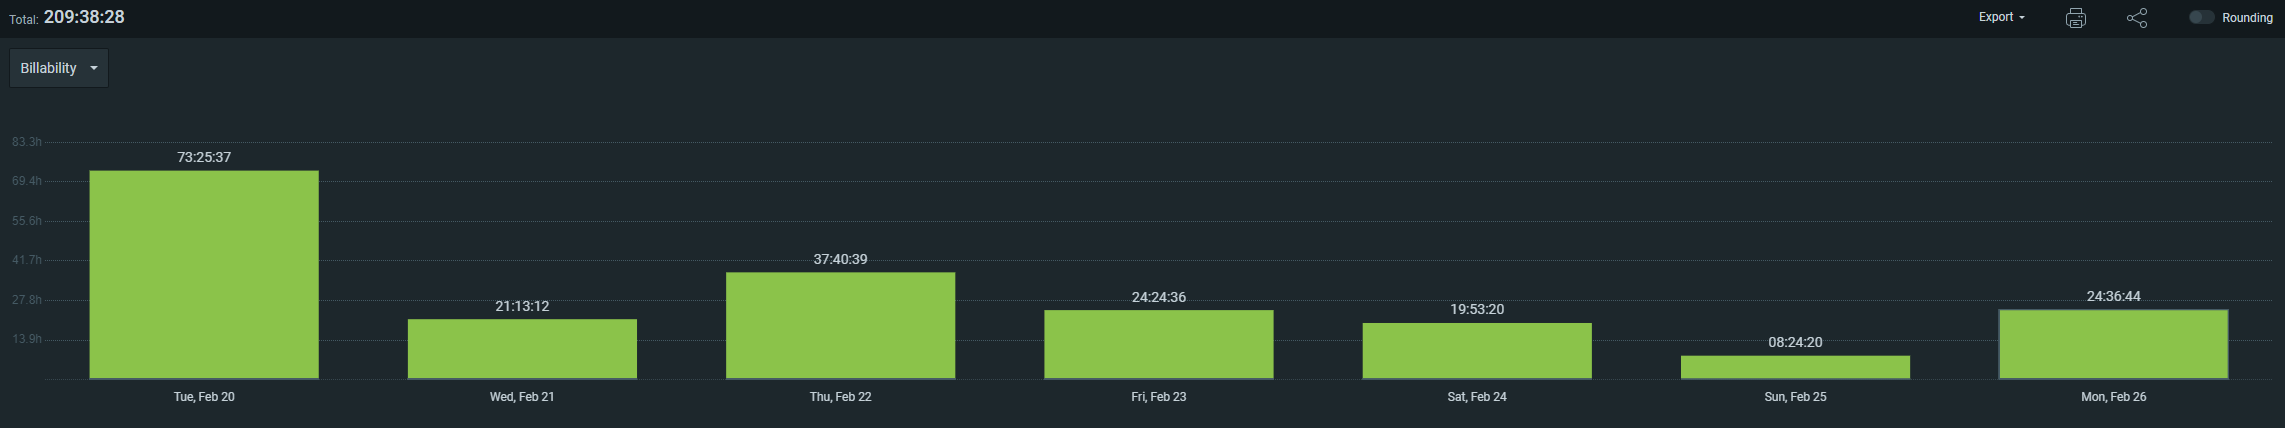 Total: 209:38:28
Export
Rounding
Billability
83.3h
69.4h
55.6h
41.7h
27.8h
13.9h
73:25:37
21:13:12
37:40:39
24:24:36
19:53:20
08:24:20
24:36:44
Tue, Feb 20
Wed, Feb 21
Thu, Feb 22
Fri, Feb 23
Sat, Feb 24
Sun, Feb 25
Mon, Feb 26